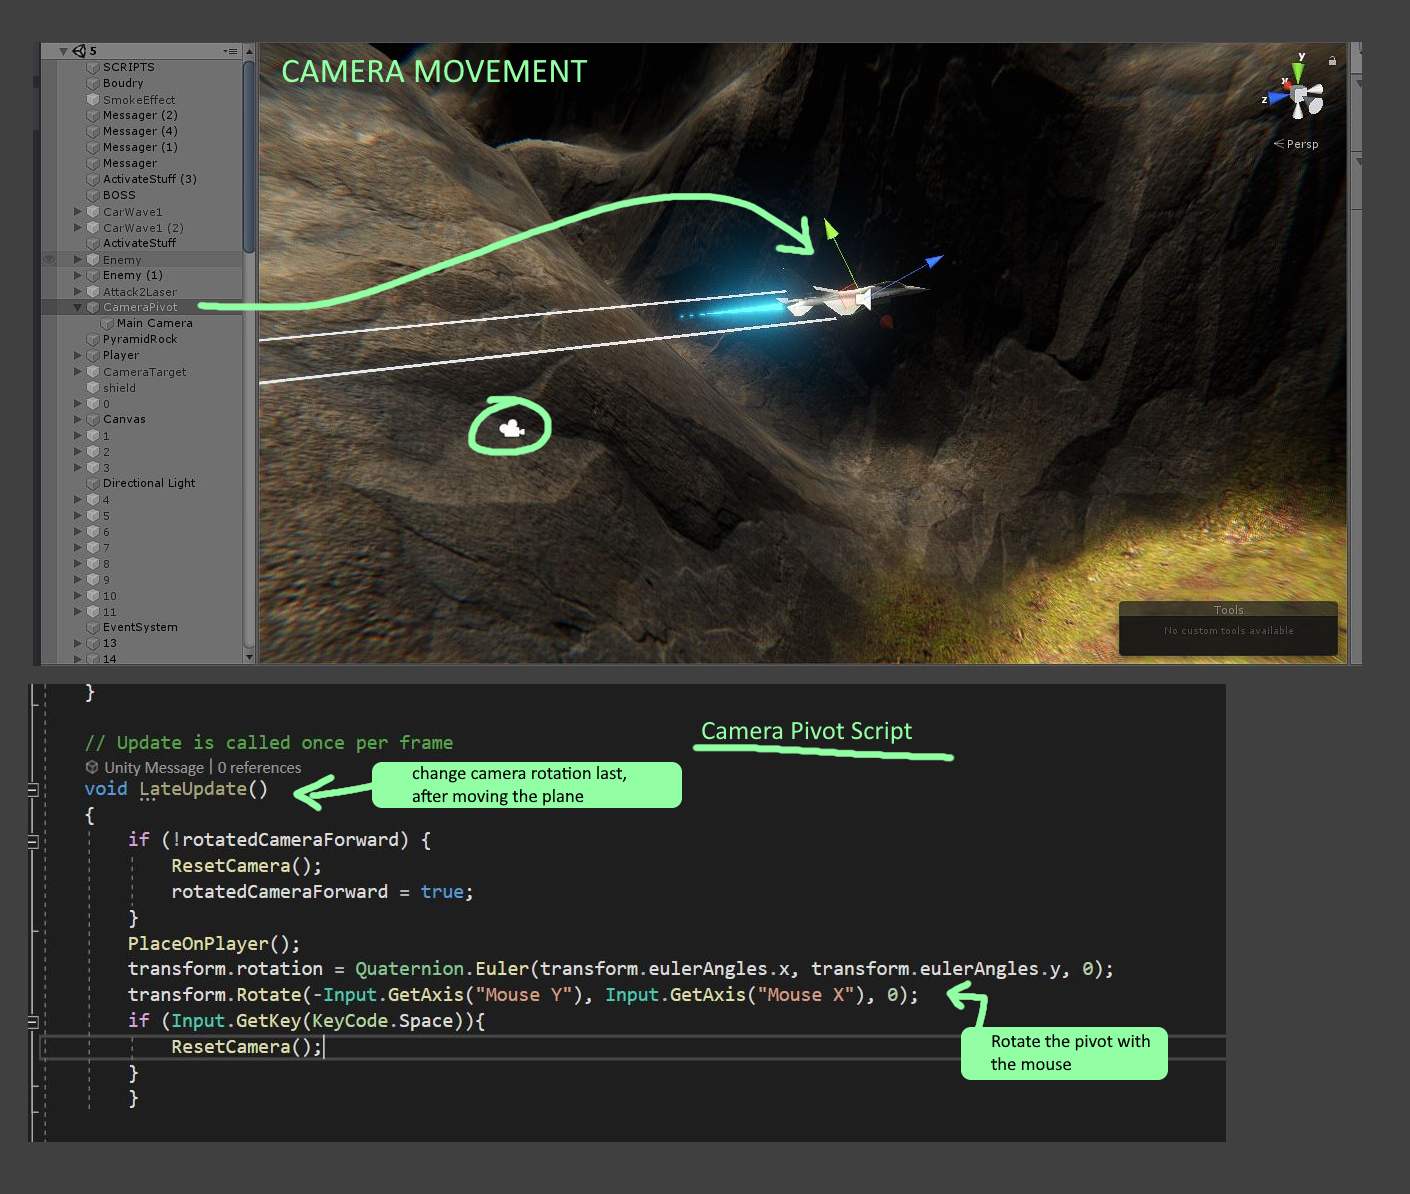 5
SCRIPTS
Boudry
SmokeEffect
Messager (2)
Messager (4)
Messager (1)
Messager
ActivateStuff (3)
BOSS
CarWave1
CarWave1 (2)
ActivateStuff
Enemy
Enemy (1)
Attack2Laser
CameraPivot
Main Camera
PyramidRock
Player
CameraTarget
shield
0
Canvas
1
2
3
Directional Light
4
5
6
7
8
9
10
11
EventSystem
13
14
CAMERA MOVEMENT
y
x
z
Persp
Tools
No custom tools available
}
Camera Pivot Script
// Update is called once per frame
Unity Message | 0 references
change camera rotation last,
after moving the plane
void LateUpdate()
{
if (!rotatedCameraForward) {
ResetCamera();
rotatedCameraForward = true;
}
PlaceOnPlayer();
transform.rotation = Quaternion.Euler(transform.eulerAngles.x, transform.eulerAngles.y, 0);
transform.Rotate(-Input.GetAxis("Mouse Y"), Input.GetAxis("Mouse X"), 0);
if (Input.GetKey(KeyCode.Space)){
ResetCamera();
}
}
Rotate the pivot with
the mouse